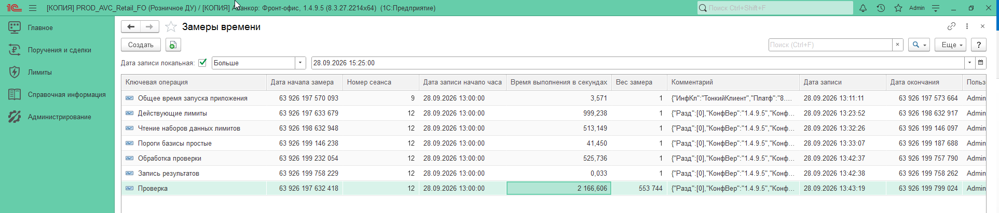 1С [КОПИЯ] PROD_AVC_Retail_FO (Розничное ДУ) / [КОПИЯ] А анкор: Фронт-офис, 1.4.9.5 (8.3.27.2214x64) (1С:Предприятие) Поиск Ctrl+Shift+F Admin
Главное
Поручения и сделки
Лимиты
Справочная информация
Администрирование
Замеры времени
Создать Поиск (Ctrl+F) × Еще ?
Дата записи локальная: Больше 28.09.2026 15:25:00
Ключевая операция Дата начала замера Номер сеанса Дата записи начало часа Время выполнения в секундах Вес замера Комментарий Дата записи Дата окончания Польз
Общее время запуска приложения 63 926 197 570 093 9 28.09.2026 13:00:00 3,571 1 {"ИнфКл":"ТонкийКлиент","Платф":"8.... 28.09.2026 13:11:11 63 926 197 573 664 Admin
Действующие лимиты 63 926 197 633 679 12 28.09.2026 13:00:00 999,238 1 {"Разд":[0],"КонфВер":"1.4.9.5","Конф... 28.09.2026 13:23:52 63 926 198 632 917 Admin
Чтение наборов данных лимитов 63 926 198 632 948 12 28.09.2026 13:00:00 513,149 1 {"Разд":[0],"КонфВер":"1.4.9.5","Конф... 28.09.2026 13:32:26 63 926 199 146 097 Admin
Пороги базисы простые 63 926 199 146 238 12 28.09.2026 13:00:00 41,450 1 {"Разд":[0],"КонфВер":"1.4.9.5","Конф... 28.09.2026 13:33:07 63 926 199 187 688 Admin
Обработка проверки 63 926 199 232 054 12 28.09.2026 13:00:00 525,736 1 {"Разд":[0],"КонфВер":"1.4.9.5","Конф... 28.09.2026 13:42:37 63 926 199 757 790 Admin
Запись результатов 63 926 199 758 229 12 28.09.2026 13:00:00 0,033 1 {"Разд":[0],"КонфВер":"1.4.9.5","Конф... 28.09.2026 13:42:38 63 926 199 758 262 Admin
Проверка 63 926 197 632 418 12 28.09.2026 13:00:00 2 166,606 553 744 {"Разд":[0],"КонфВер":"1.4.9.5","Конф... 28.09.2026 13:43:19 63 926 199 799 024 Admin